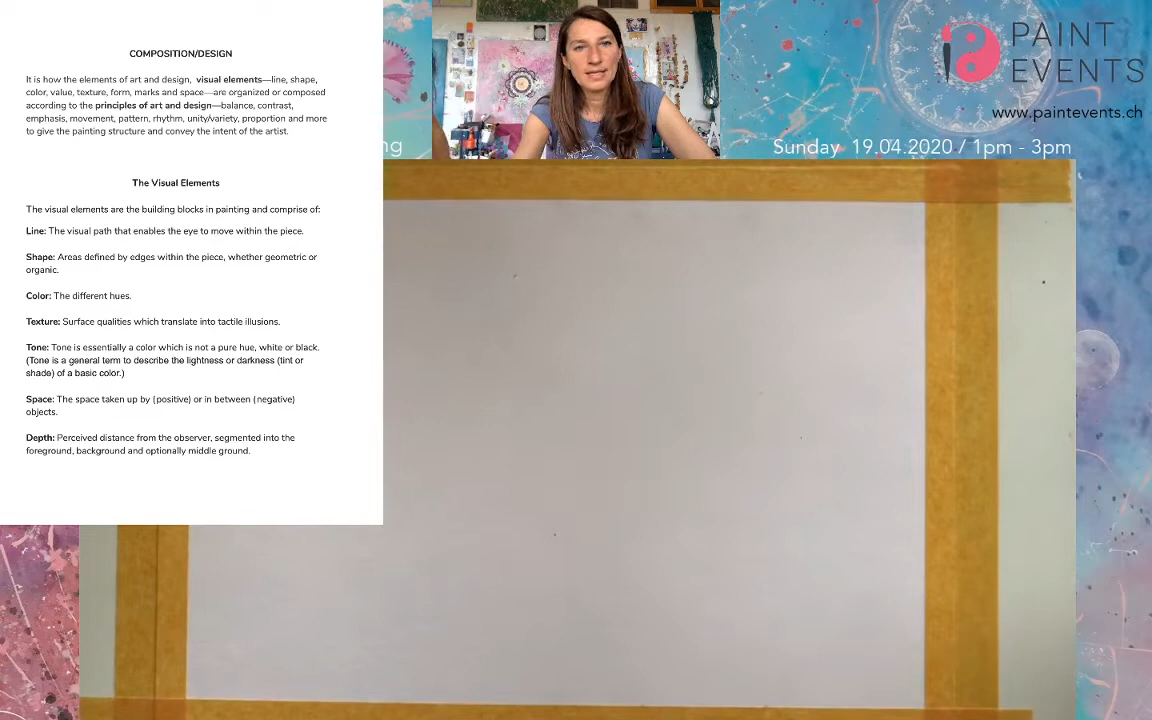 COMPOSITION/DESIGN
It is how the elements of art and design, visual elements—line, shape,
color, value, texture, form, marks and space—are organized or composed
according to the principles of art and design—balance, contrast,
emphasis, movement, pattern, rhythm, unity/variety, proportion and more
to give the painting structure and convey the intent of the artist.
The Visual Elements
The visual elements are the building blocks in painting and comprise of:
Line: The visual path that enables the eye to move within the piece.
Shape: Areas defined by edges within the piece, whether geometric or
organic.
Color: The different hues.
Texture: Surface qualities which translate into tactile illusions.
Tone: Tone is essentially a color which is not a pure hue, white or black.
(Tone is a general term to describe the lightness or darkness (tint or
shade) of a basic color.)
Space: The space taken up by (positive) or in between (negative)
objects.
Depth: Perceived distance from the observer, segmented into the
foreground, background and optionally middle ground.
PAINT
EVENTS
www.paintevents.ch
ng
Sunday 19.04.2020 / 1pm - 3pm